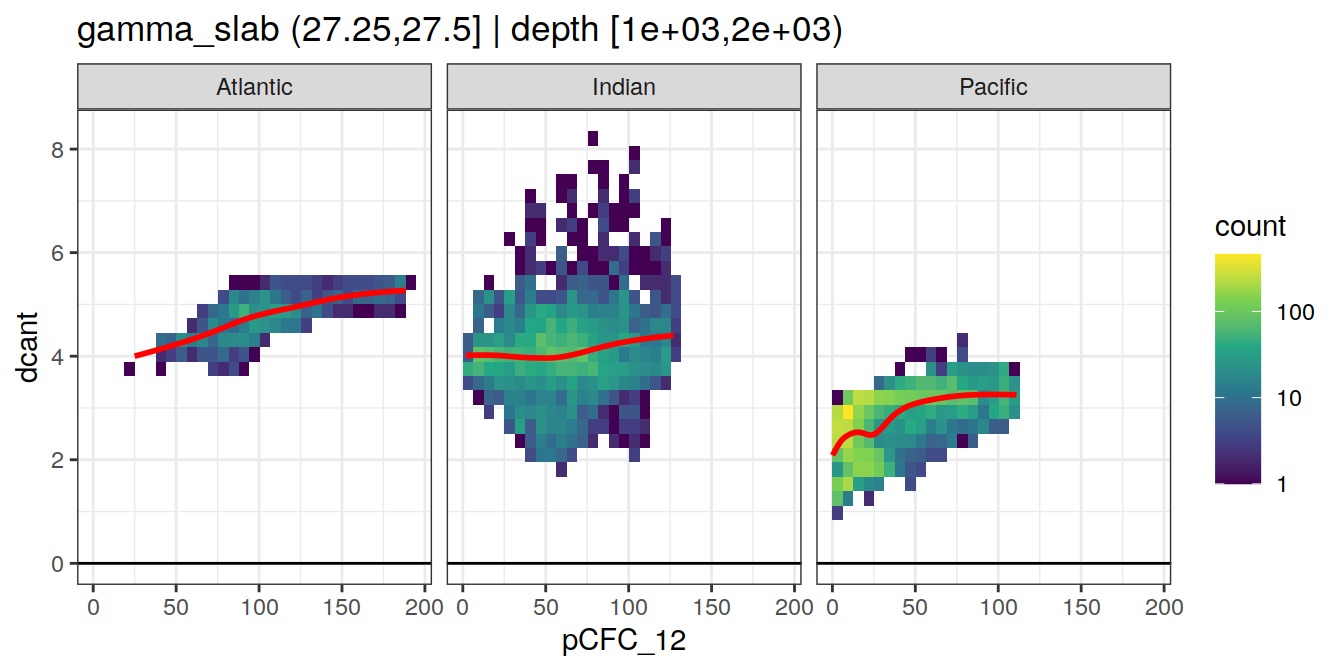 gamma_slab (27.25,27.5] | depth [1e+03,2e+03)
Atlantic
Indian
Pacific
dcant
8
6
4
2
0
0 50 100 150 200
0 50 100 150 200
0 50 100 150 200
pCFC_12
count
100
10
1